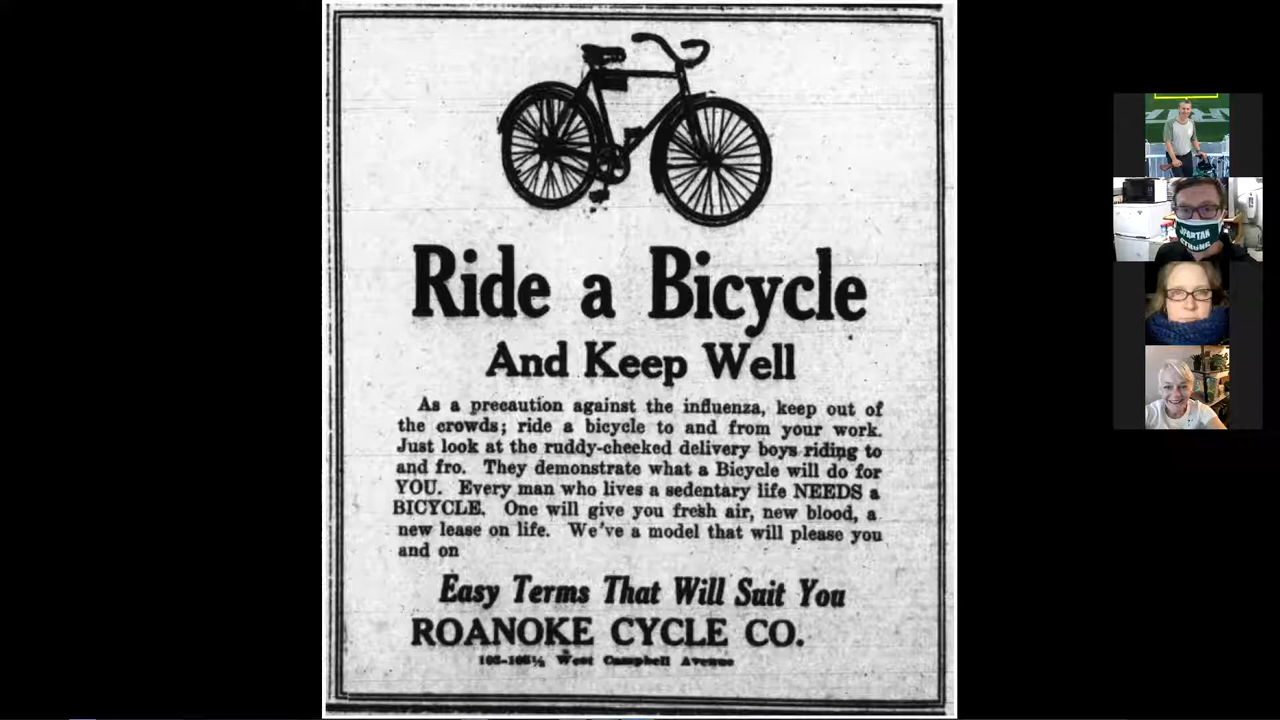 Ride a Bicycle
And Keep Well
As a precaution against the influenza, keep out of
the crowds; ride a bicycle to and from your work.
Just look at the ruddy-cheeked delivery boys riding to
and fro. They demonstrate what a Bicycle will do for
YOU. Every man who lives a sedentary life NEEDS a
BICYCLE. One will give you fresh air, new blood, a
new lease on life. We've a model that will please you
and on
Easy Terms That Will Suit You
ROANOKE CYCLE CO.
West Campbell Avenue
SPARTAN
STRONG